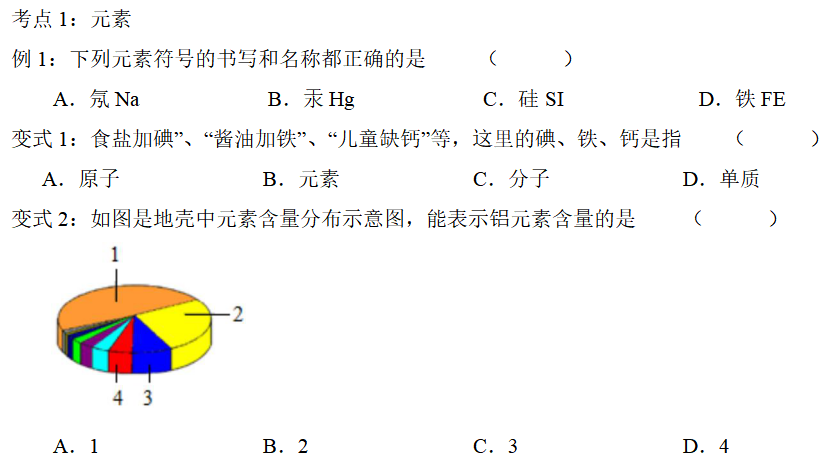 考点 1：元素
例 1：下列元素符号的书写和名称都正确的是 （ ）
A．氖 Na B．汞 Hg C．硅 SI D．铁 FE
变式 1：食盐加碘”、“酱油加铁”、“儿童缺钙”等，这里的碘、铁、钙是指 （ ）
A．原子 B．元素 C．分子 D．单质
变式 2：如图是地壳中元素含量分布示意图，能表示铝元素含量的是 （ ）
1
2
4 3
A．1 B．2 C．3 D．4